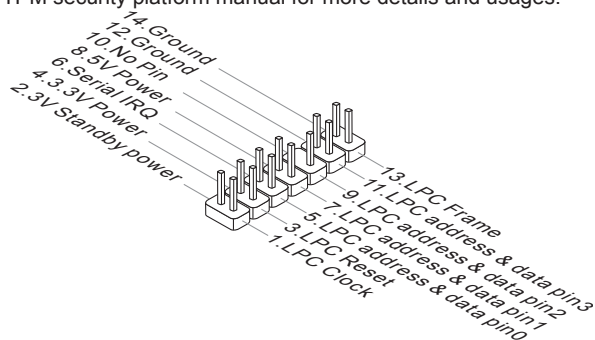 TPM security platform manual for more details and usages.
14.Ground
12.Ground
10.No Pin
8.5V Power
6.Serial IRQ
4.3.3V Power
2.3V Standby power
13.LPC Frame
11.LPC address & data pin3
9.LPC address & data pin2
7.LPC address & data pin1
5.LPC address & data pin0
3.LPC Reset
1.LPC Clock